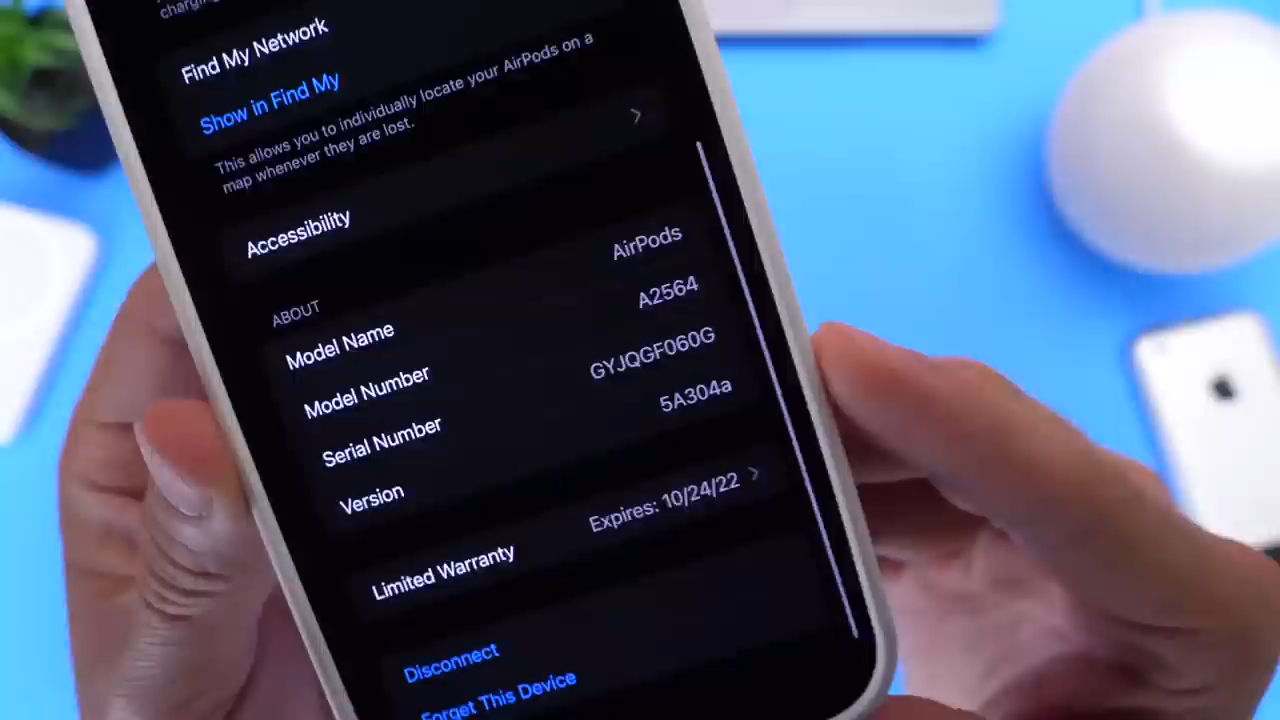 charging
Find My Network
Show in Find My
This allows you to individually locate your AirPods on a
map whenever they are lost.
Accessibility
ABOUT
Model Name AirPods
Model Number A2564
Serial Number GYJQGF060G
Version 5A304a
Limited Warranty Expires: 10/24/22
Disconnect
Forget This Device